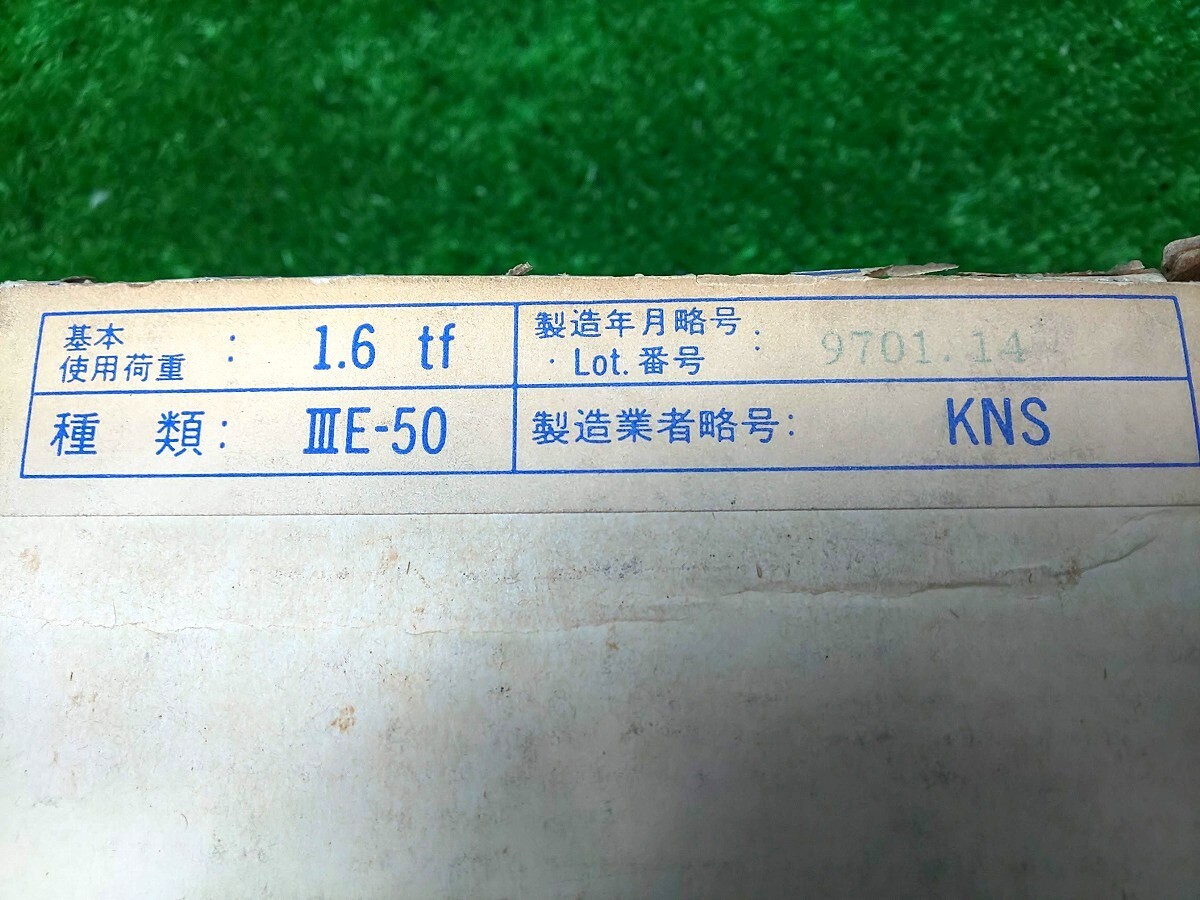 基本
使用荷重 : 1.6 tf
製造年月略号
・Lot.番号 : 9701.14
種 類: ⅢE-50
製造業者略号: KNS